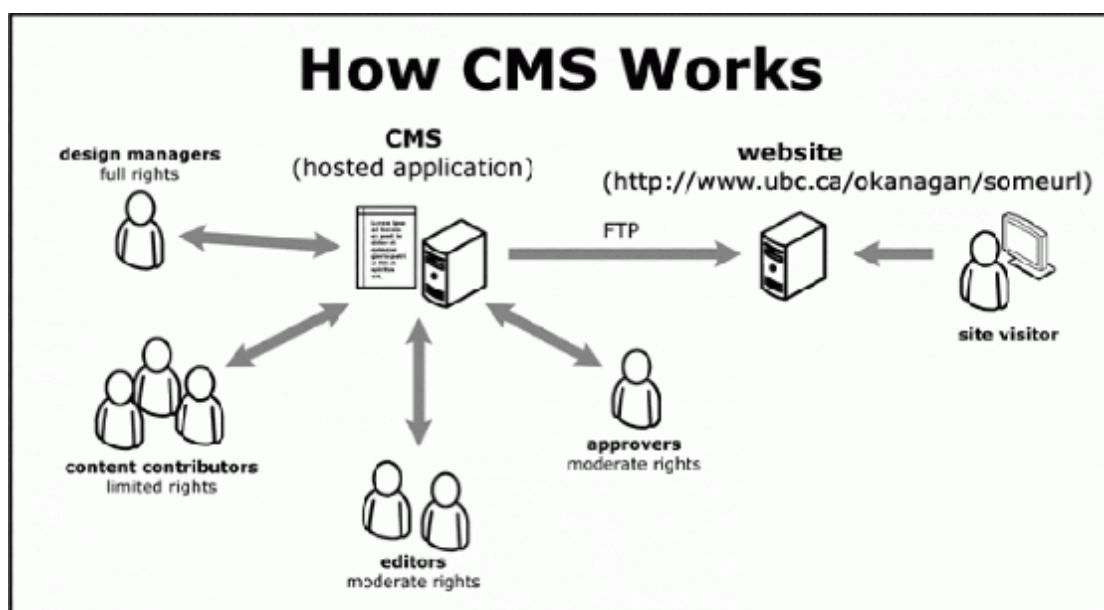 How CMS Works
design managers
full rights
CMS
(hosted application)
website
(http://www.ubc.ca/okanagan/someurl)
FTP
site visitor
content contributors
limited rights
approvers
moderate rights
editors
moderate rights